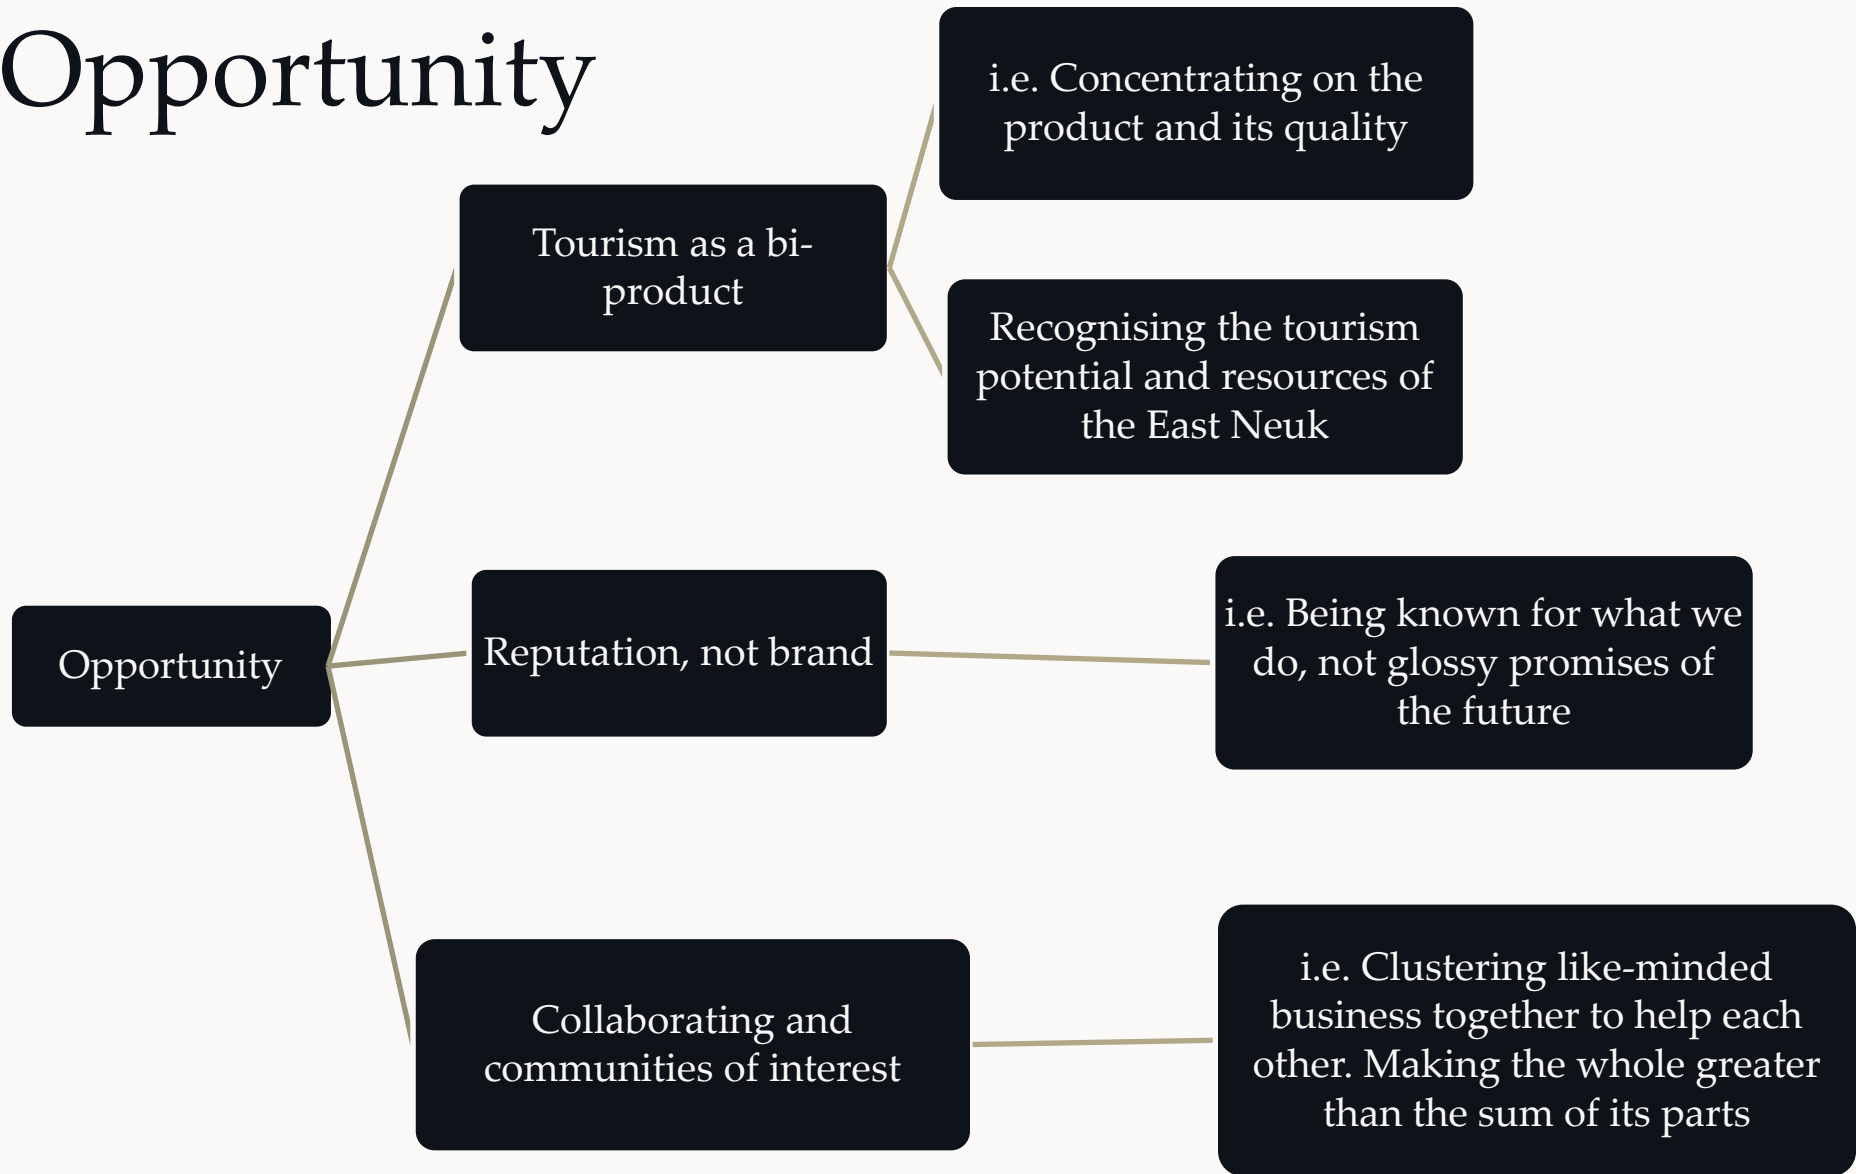 Opportunity
i.e. Concentrating on the
product and its quality
Tourism as a bi-
product
Recognising the tourism
potential and resources of
the East Neuk
Opportunity
Reputation, not brand
i.e. Being known for what we
do, not glossy promises of
the future
Collaborating and
communities of interest
i.e. Clustering like-minded
business together to help each
other. Making the whole greater
than the sum of its parts